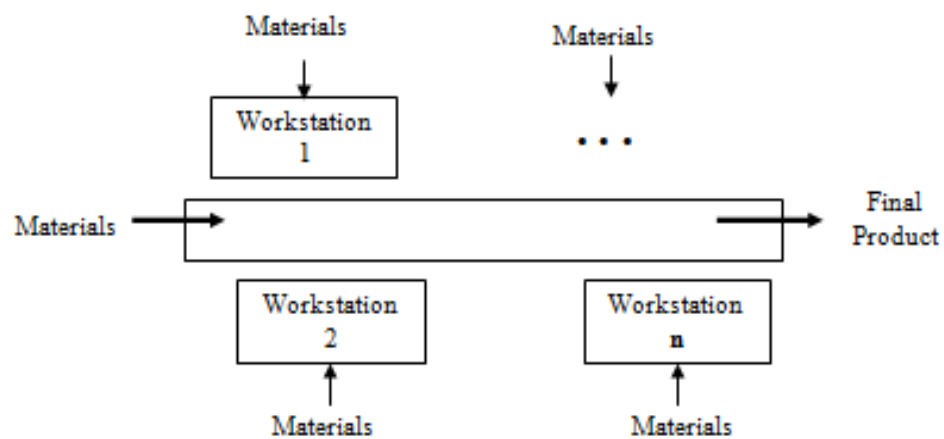 Materials
Materials
Workstation
1
. . .
Materials
Final
Product
Workstation
2
Workstation
n
Materials
Materials